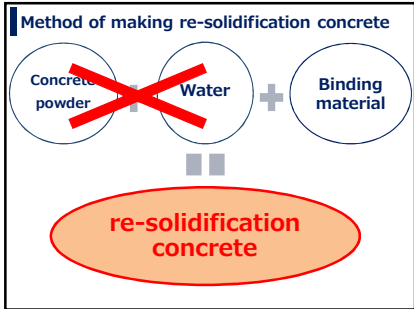 Method of making re-solidification concrete
Concrete
powder
+
Water
+
Binding
material
re-solidification
concrete